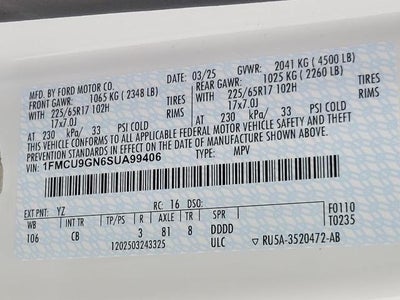 MFD. BY FORD MOTOR CO. 03/25 GVWR: 2041 KG ( 4500 LB)
FRONT GAWR: 1065 KG ( 2348 LB) REAR GAWR: 1025 KG ( 2260 LB)
225/65R17 102H TIRES 225/65R17 102H TIRES
WITH 17x7.0J RIMS 17x7.0J WITH RIMS
AT 230 kPa/ 33 PSI COLD AT 230 kPa/ 33 PSI COLD
THIS VEHICLE CONFORMS TO ALL APPLICABLE FEDERAL MOTOR VEHICLE SAFETY AND THEFT
PREVENTION STANDARDS IN EFFECT ON THE DATE OF MANUFACTURE SHOWN ABOVE.
VIN: 1FMCU9GN6SUA99406 TYPE: MPV
EXT PNT: YZ RC: 16 DSO: F0110
WB INT TR TP/PS R AXLE TR SPR T0235
106 CB 3 81 8 DDDD
1202503243325 ULC RU5A-3520472-AB